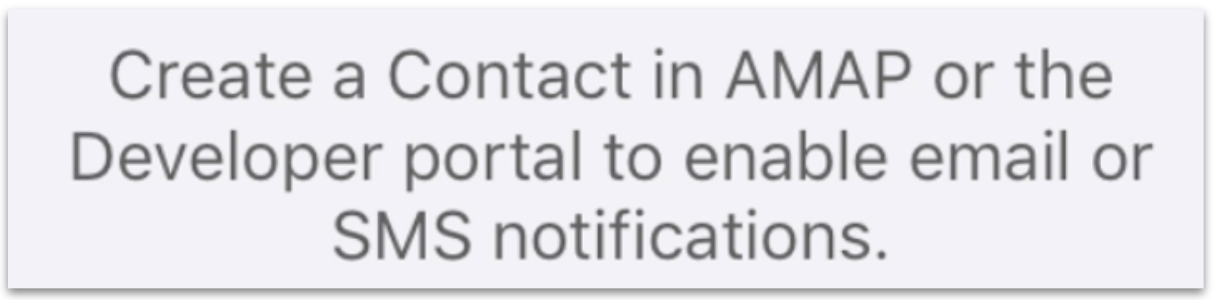 Create a Contact in AMAP or the
Developer portal to enable email or
SMS notifications.